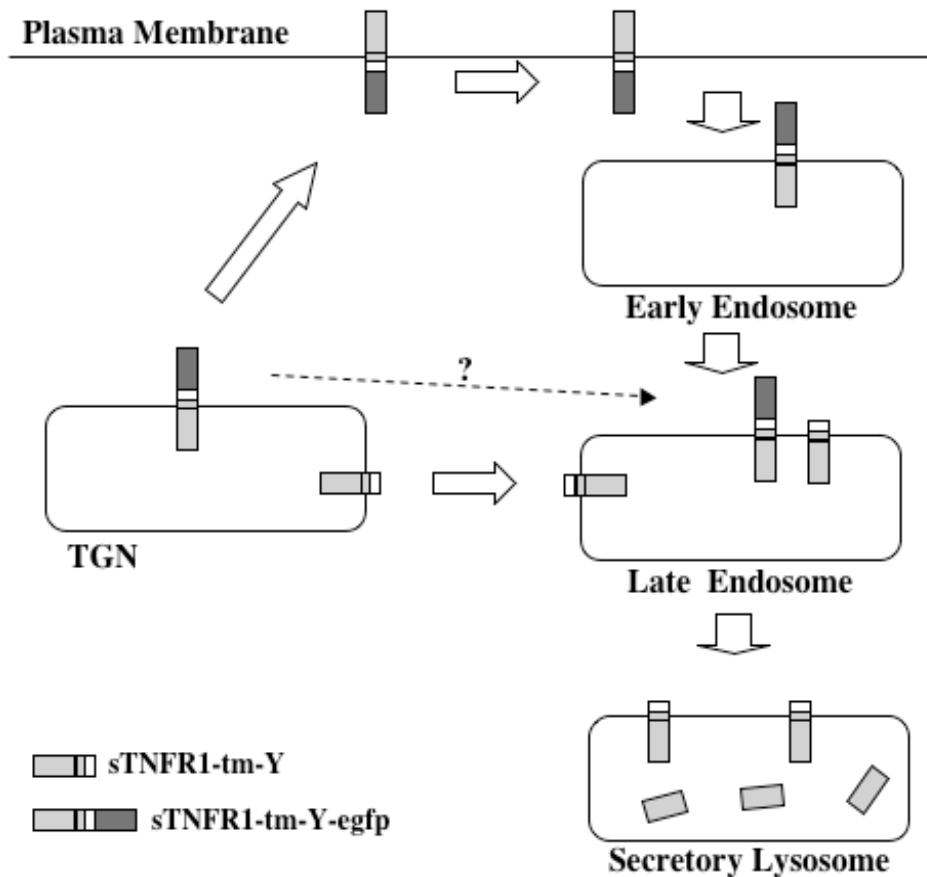 Plasma Membrane
Early Endosome
?
TGN
Late Endosome
sTNFR1-tm-Y
sTNFR1-tm-Y-egfp
Secretory Lysosome